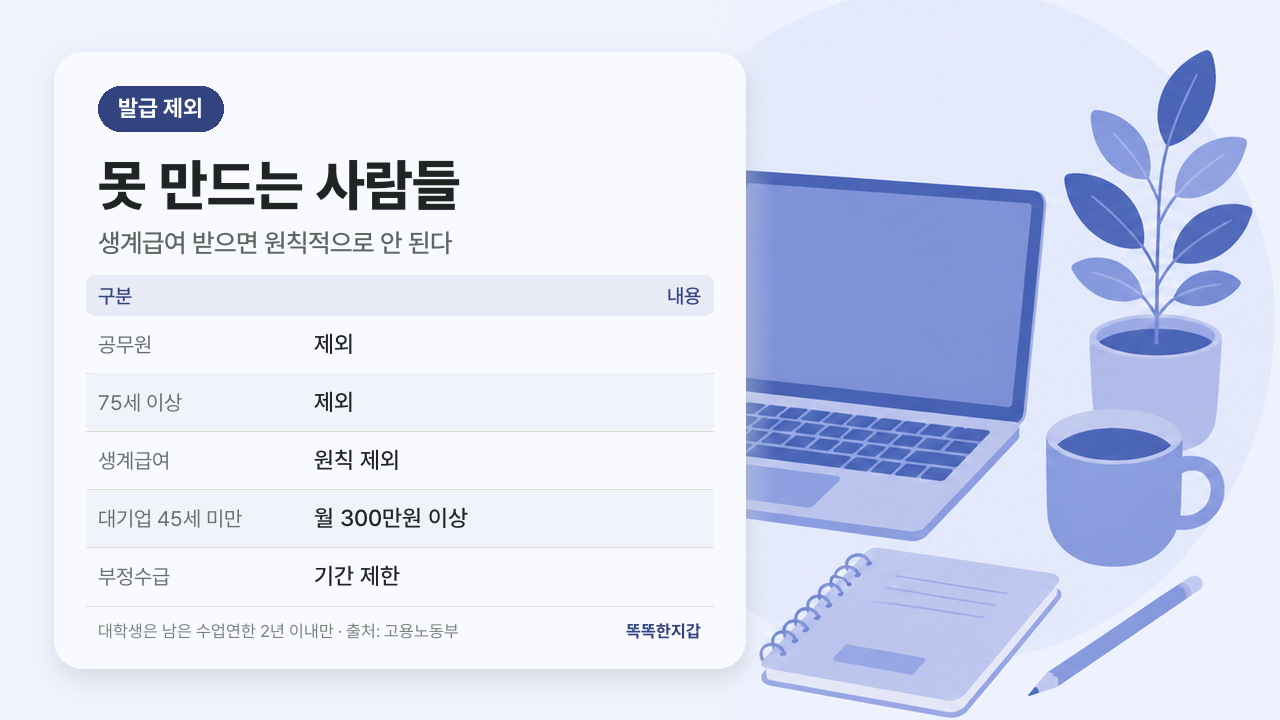 발급 제외
못 만드는 사람들
생계급여 받으면 원칙적으로 안 된다
구분 내용
공무원 제외
75세 이상 제외
생계급여 원칙 제외
대기업 45세 미만 월 300만원 이상
부정수급 기간 제한
대학생은 남은 수업연한 2년 이내만 · 출처: 고용노동부 똑똑한지갑